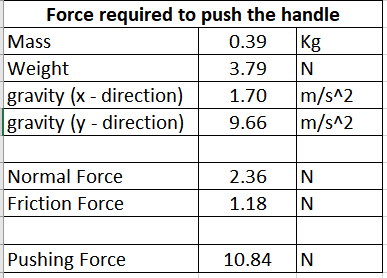 Force required to push the handle
Mass 0.39 Kg
Weight 3.79 N
gravity (x - direction) 1.70 m/s^2
gravity (y - direction) 9.66 m/s^2
Normal Force 2.36 N
Friction Force 1.18 N
Pushing Force 10.84 N